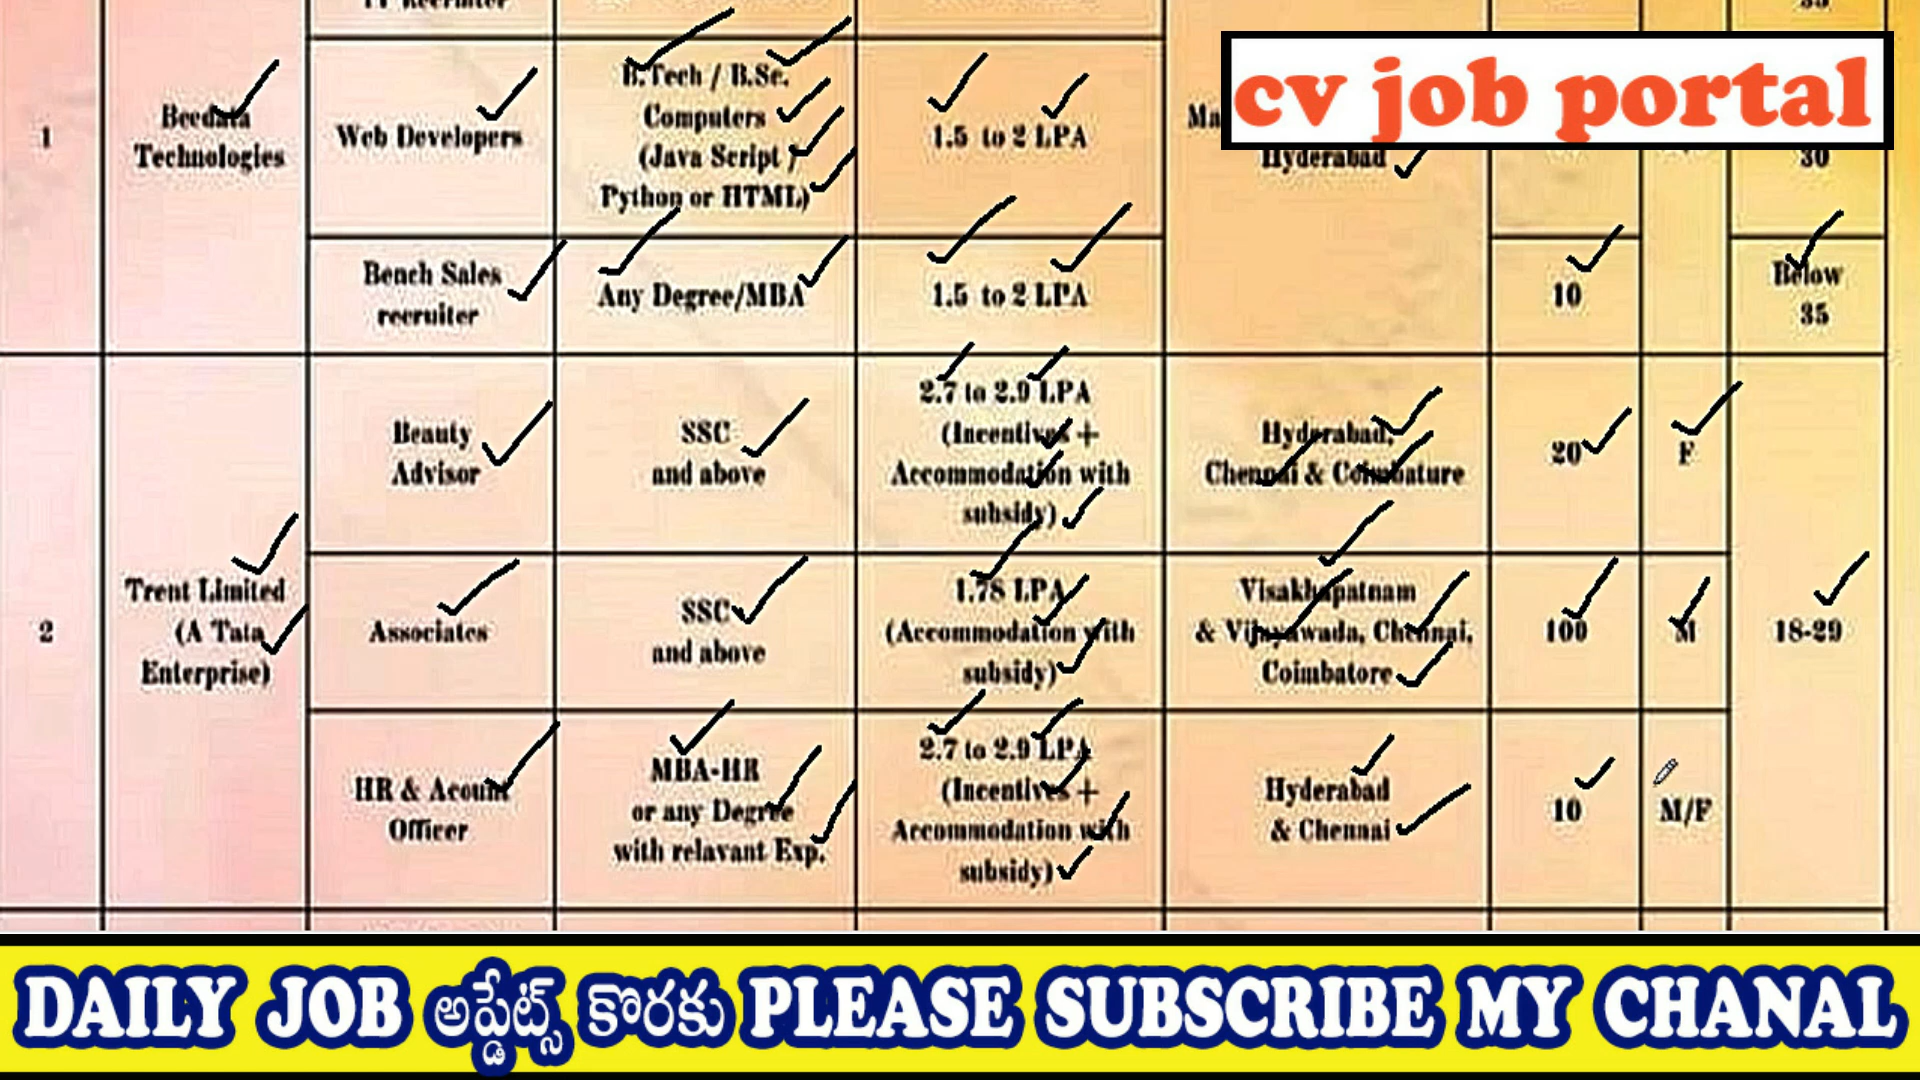 cv job portal
1
Beedata
Technologies
Web Developers
B.Tech / B.Sc.
Computers
(Java Script /
Python or HTML)
1.5 to 2 LPA
Ma
Hyderabad
30
Bench Sales
recruiter
Any Degree/MBA
1.5 to 2 LPA
10
Below
35
2
Trent Limited
(A Tata
Enterprise)
Beauty
Advisor
SSC
and above
2.7 to 2.9 LPA
(Incentives +
Accommodation with
subsidy)
Hyderabad,
Chennai & Coimbature
20
F
Associates
SSC
and above
1.78 LPA
(Accommodation with
subsidy)
Visakhapatnam
& Vijayawada, Chennai,
Coimbatore
100
M
18-29
HR & Acount
Officer
MBA-HR
or any Degree
with relavant Exp.
2.7 to 2.9 LPA
(Incentives +
Accommodation with
subsidy)
Hyderabad
& Chennai
10
M/F
DAILY JOB అప్డేట్స్ కొరకు PLEASE SUBSCRIBE MY CHANAL